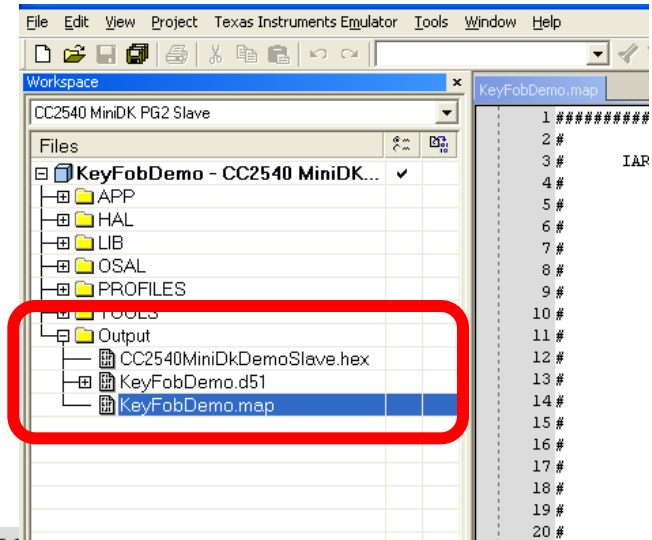 File Edit View Project Texas Instruments Emulator Tools Window Help
Workspace
CC2540 MiniDK PG2 Slave
Files
KeyFobDemo - CC2540 MiniDK...
APP
HAL
LIB
OSAL
PROFILES
TOOLS
Output
CC2540MiniDkDemoSlave.hex
KeyFobDemo.d51
KeyFobDemo.map
KeyFobDemo.map
1 ##########
2 #
3 # IAR
4 #
5 #
6 #
7 #
8 #
9 #
10 #
11 #
12 #
13 #
14 #
15 #
16 #
17 #
18 #
19 #
20 #